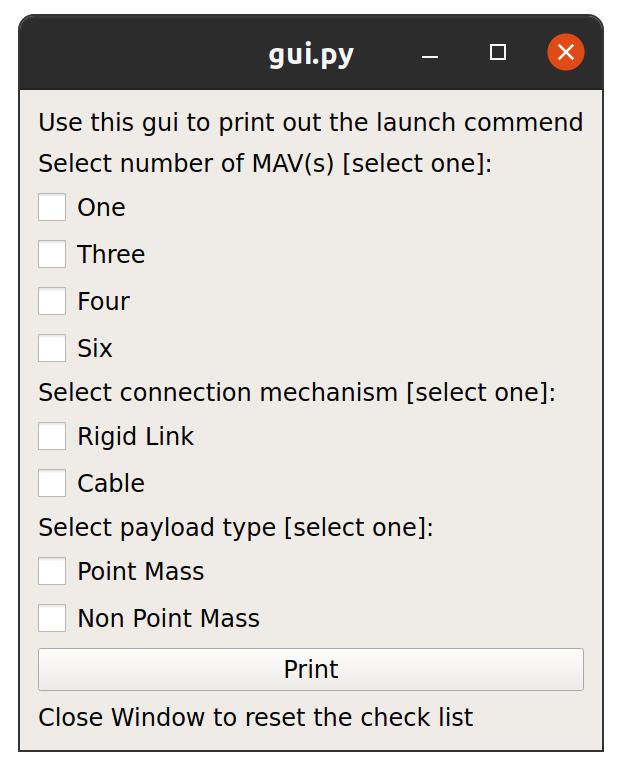 gui.py
Use this gui to print out the launch commend
Select number of MAV(s) [select one]:
One
Three
Four
Six
Select connection mechanism [select one]:
Rigid Link
Cable
Select payload type [select one]:
Point Mass
Non Point Mass
Print
Close Window to reset the check list